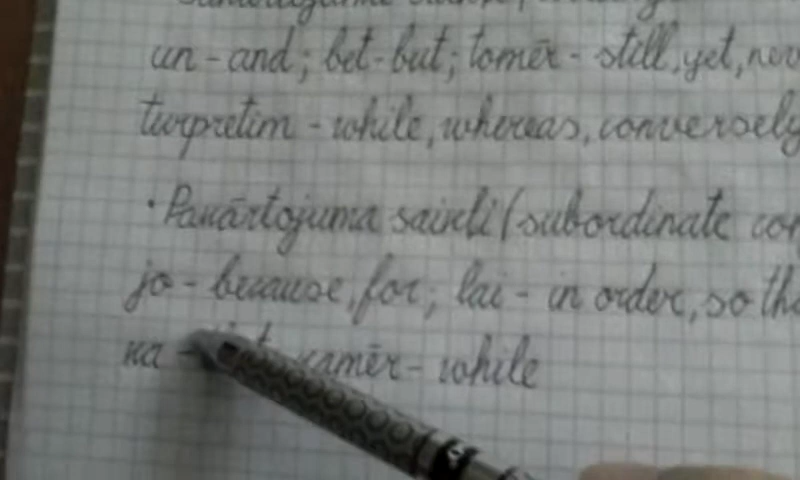 un - and; bet - but; tomēr - still, yet,
turpretim - while, whereas, conversely
• Pakārtojuma saikļi (subordinate
jo - because, for; lai - in order, so
ka - kamēr - while